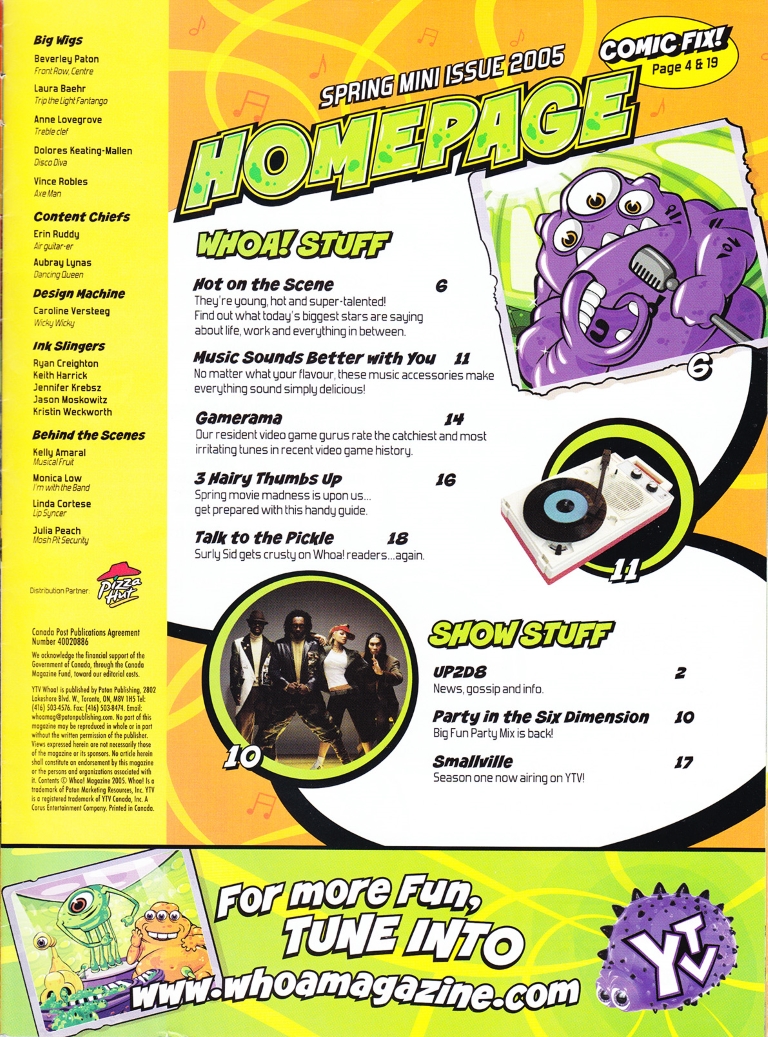 Big Wigs
Beverley Paton
Front Row, Centre
Laura Baehr
Trip the Light Fantango
Anne Lovegrove
Treble clef
Dolores Keating-Mallen
Disco Diva
Vince Robles
Axe Man
Content Chiefs
Erin Ruddy
Air guitar-er
Aubray Lynas
Dancing Queen
Design Machine
Caroline Versteeg
Wicky Wicky
Ink Slingers
Ryan Creighton
Keith Harrick
Jennifer Krebsz
Jason Moskowitz
Kristin Weckworth
Behind the Scenes
Kelly Amaral
Musical Fruit
Monica Low
I'm with the Band
Linda Cortese
Lip Syncer
Julia Peach
Mosh Pit Security
Distribution Partner:
Pizza
Hut
Canada Post Publications Agreement
Number 40020886
We acknowledge the financial support of the
Government of Canada, through the Canada
Magazine Fund, toward our editorial costs.
YTV Whoa! is published by Paton Publishing, 2802
Lakeshore Blvd. W., Toronto, ON, M8V 1H5 Tel:
(416) 503-4576. Fax: (416) 503-8474. Email:
whoamag@patonpublishing.com. No part of this
magazine may be reproduced in whole or in part
without the written permission of the publisher.
Views expressed herein are not necessarily those
of the magazine or its sponsors. No article herein
shall constitute an endorsement by this magazine
or the persons and organizations associated with
it. Contents © Whoa! Magazine 2005. Whoa! Is a
trademark of Paton Marketing Resources, Inc. YTV
is a registered trademark of YTV Canada, Inc. A
Corus Entertainment Company. Printed in Canada.
COMIC FIX!
Page 4 & 19
SPRING MINI ISSUE 2005
HOMEPAGE
WHOA! STUFF
Hot on the Scene 6
They're young, hot and super-talented!
Find out what today's biggest stars are saying
about life, work and everything in between.
Music Sounds Better with You 11
No matter what your flavour, these music accessories make
everything sound simply delicious!
Gamerama 14
Our resident video game gurus rate the catchiest and most
irritating tunes in recent video game history.
3 Hairy Thumbs Up 16
Spring movie madness is upon us...
get prepared with this handy guide.
Talk to the Pickle 18
Surly Sid gets crusty on Whoa! readers...again.
6
11
10
SHOW STUFF
UP2D8 2
News, gossip and info.
Party in the Six Dimension 10
Big Fun Party Mix is back!
Smallville 17
Season one now airing on YTV!
For more Fun,
TUNE INTO
www.whoamagazine.com
YTV